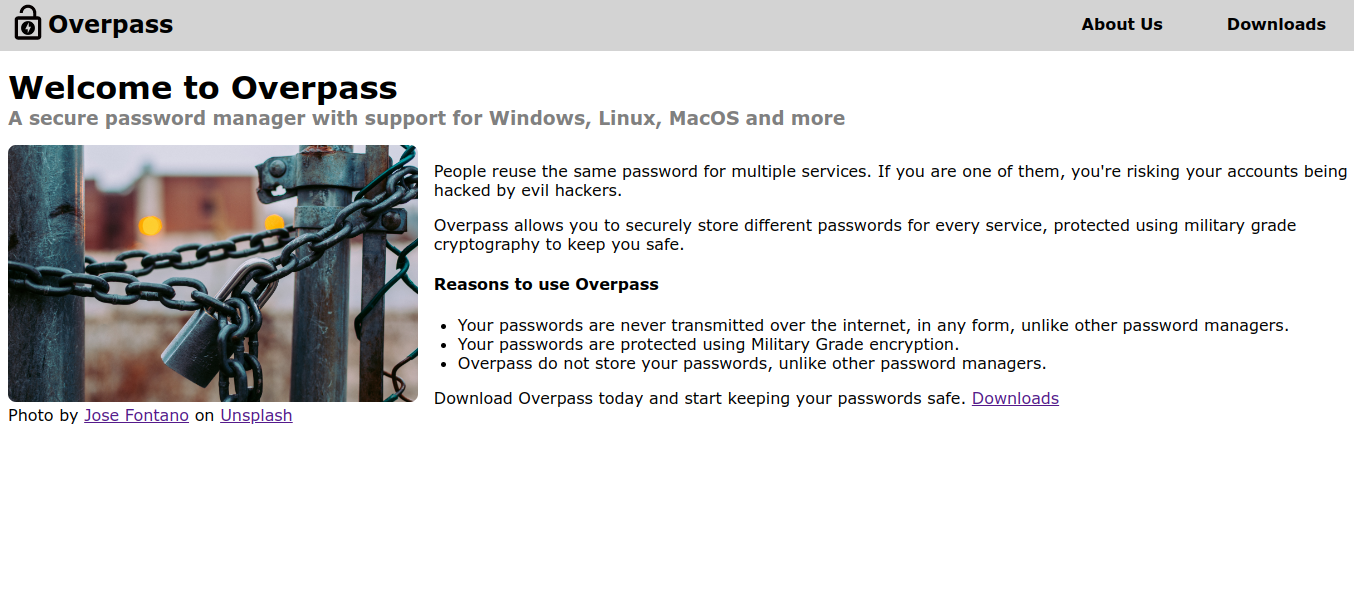 Overpass
About Us
Downloads
Welcome to Overpass
A secure password manager with support for Windows, Linux, MacOS and more
People reuse the same password for multiple services. If you are one of them, you're risking your accounts being
hacked by evil hackers.
Overpass allows you to securely store different passwords for every service, protected using military grade
cryptography to keep you safe.
Reasons to use Overpass
• Your passwords are never transmitted over the internet, in any form, unlike other password managers.
• Your passwords are protected using Military Grade encryption.
• Overpass do not store your passwords, unlike other password managers.
Download Overpass today and start keeping your passwords safe. Downloads
Photo by Jose Fontano on Unsplash